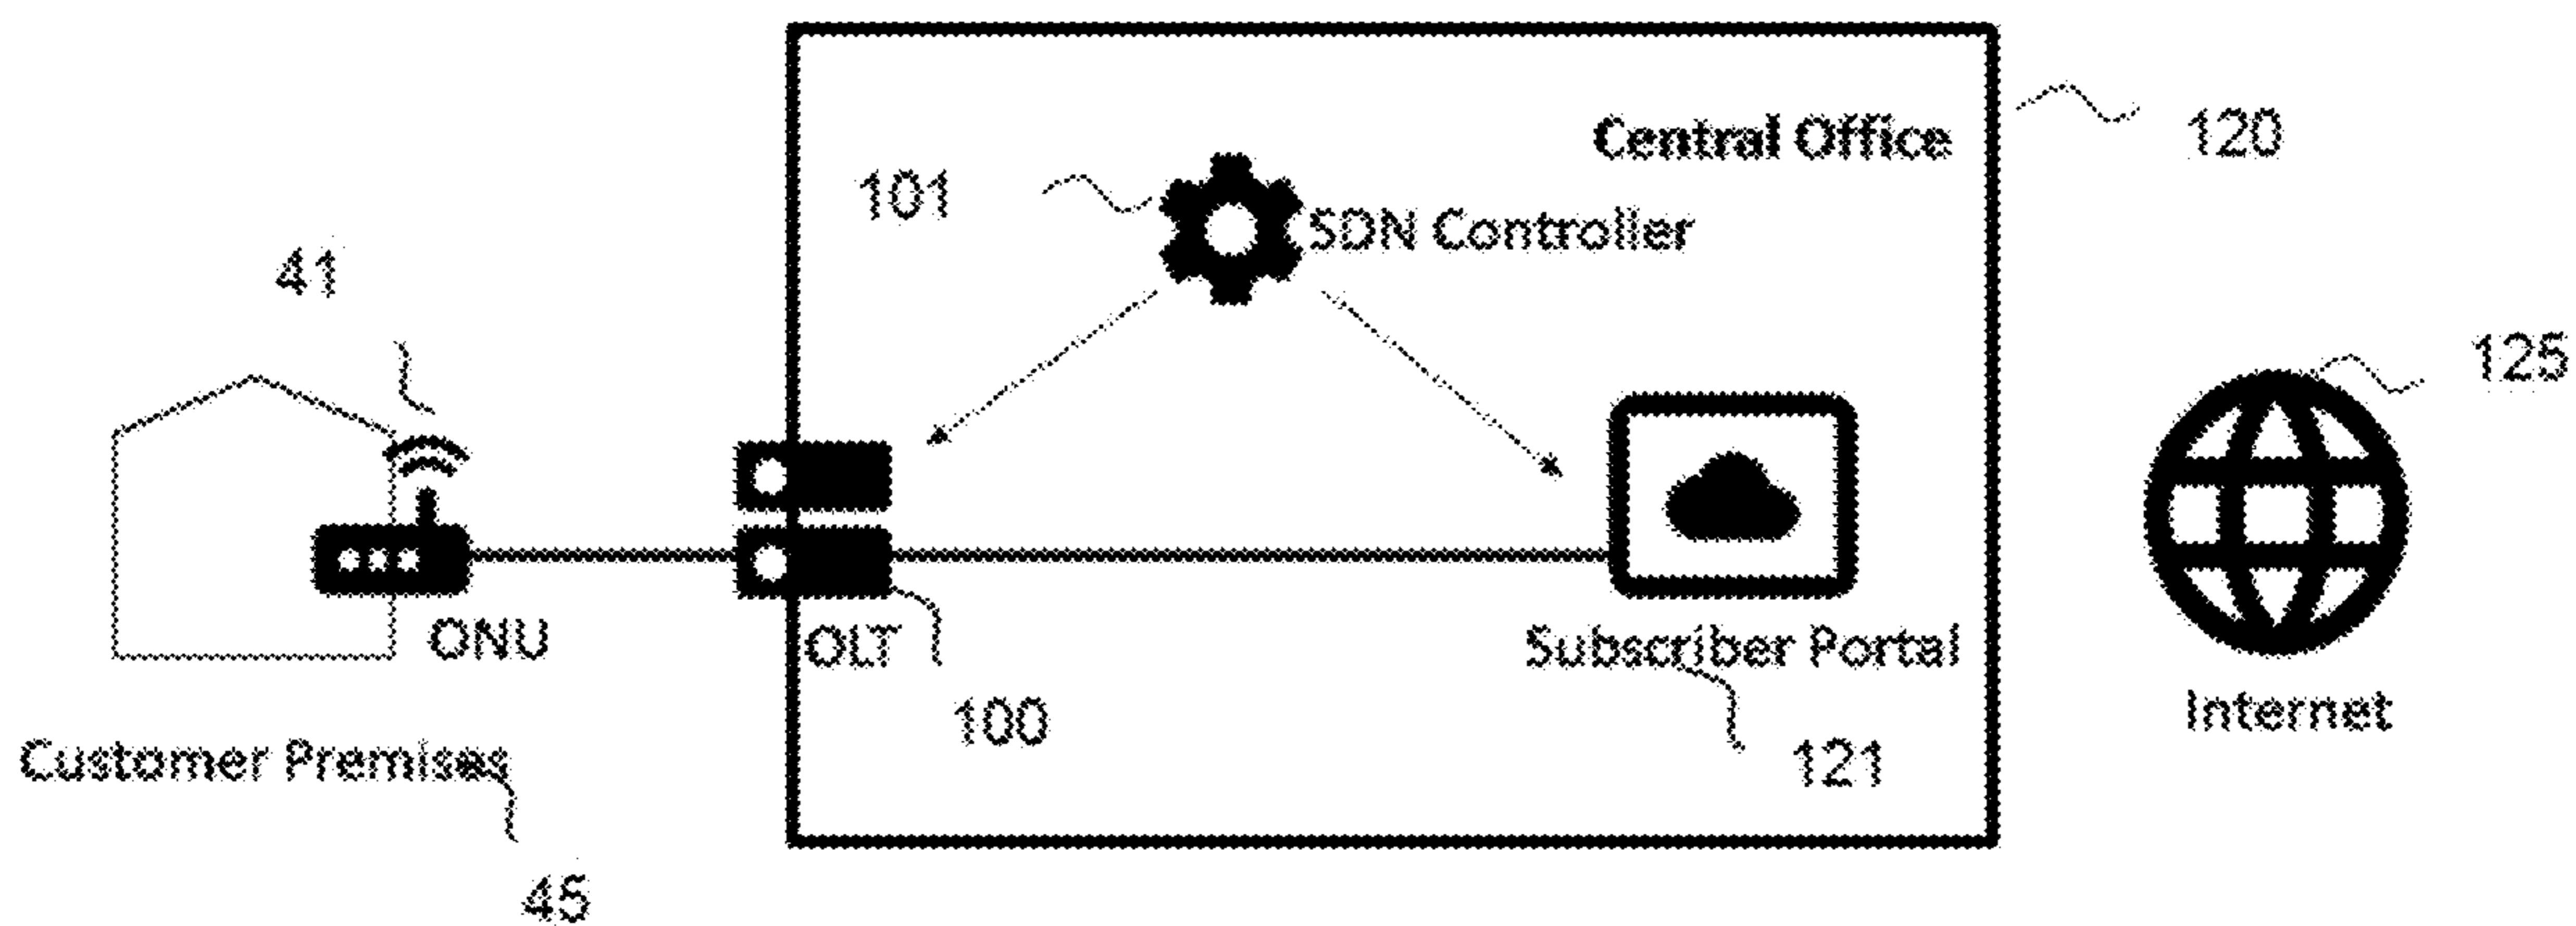 Central Office
120
101
SDN Controller
41
125
ONU
OLT
Subscriber Portal
100
Internet
Customer Premises
121
45